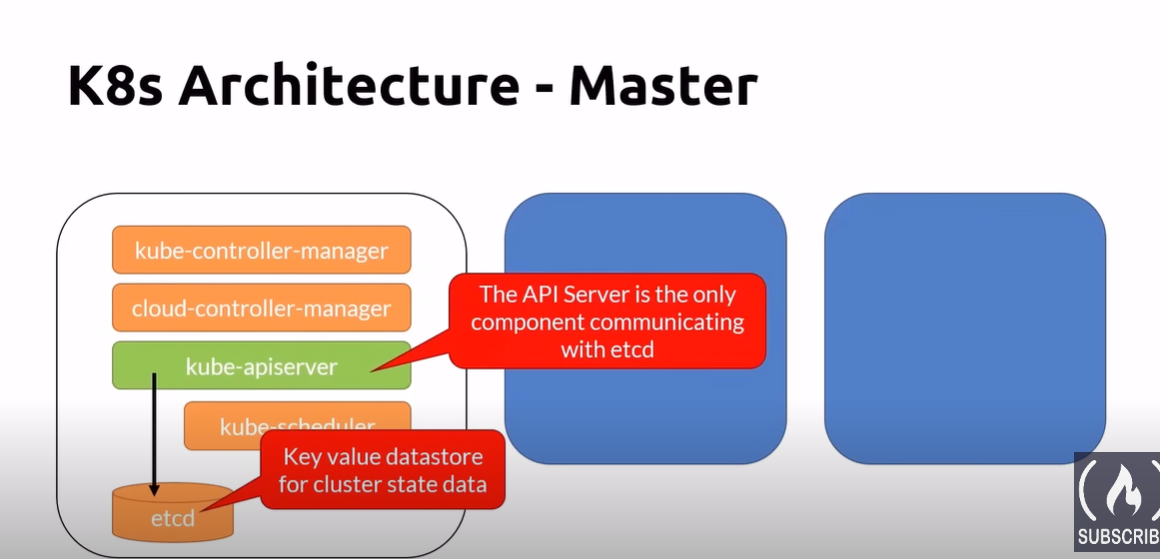 K8s Architecture - Master
kube-controller-manager
cloud-controller-manager
kube-apiserver
The API Server is the only
component communicating
with etcd
kube-scheduler
Key value datastore
for cluster state data
etcd
SUBSCRIB